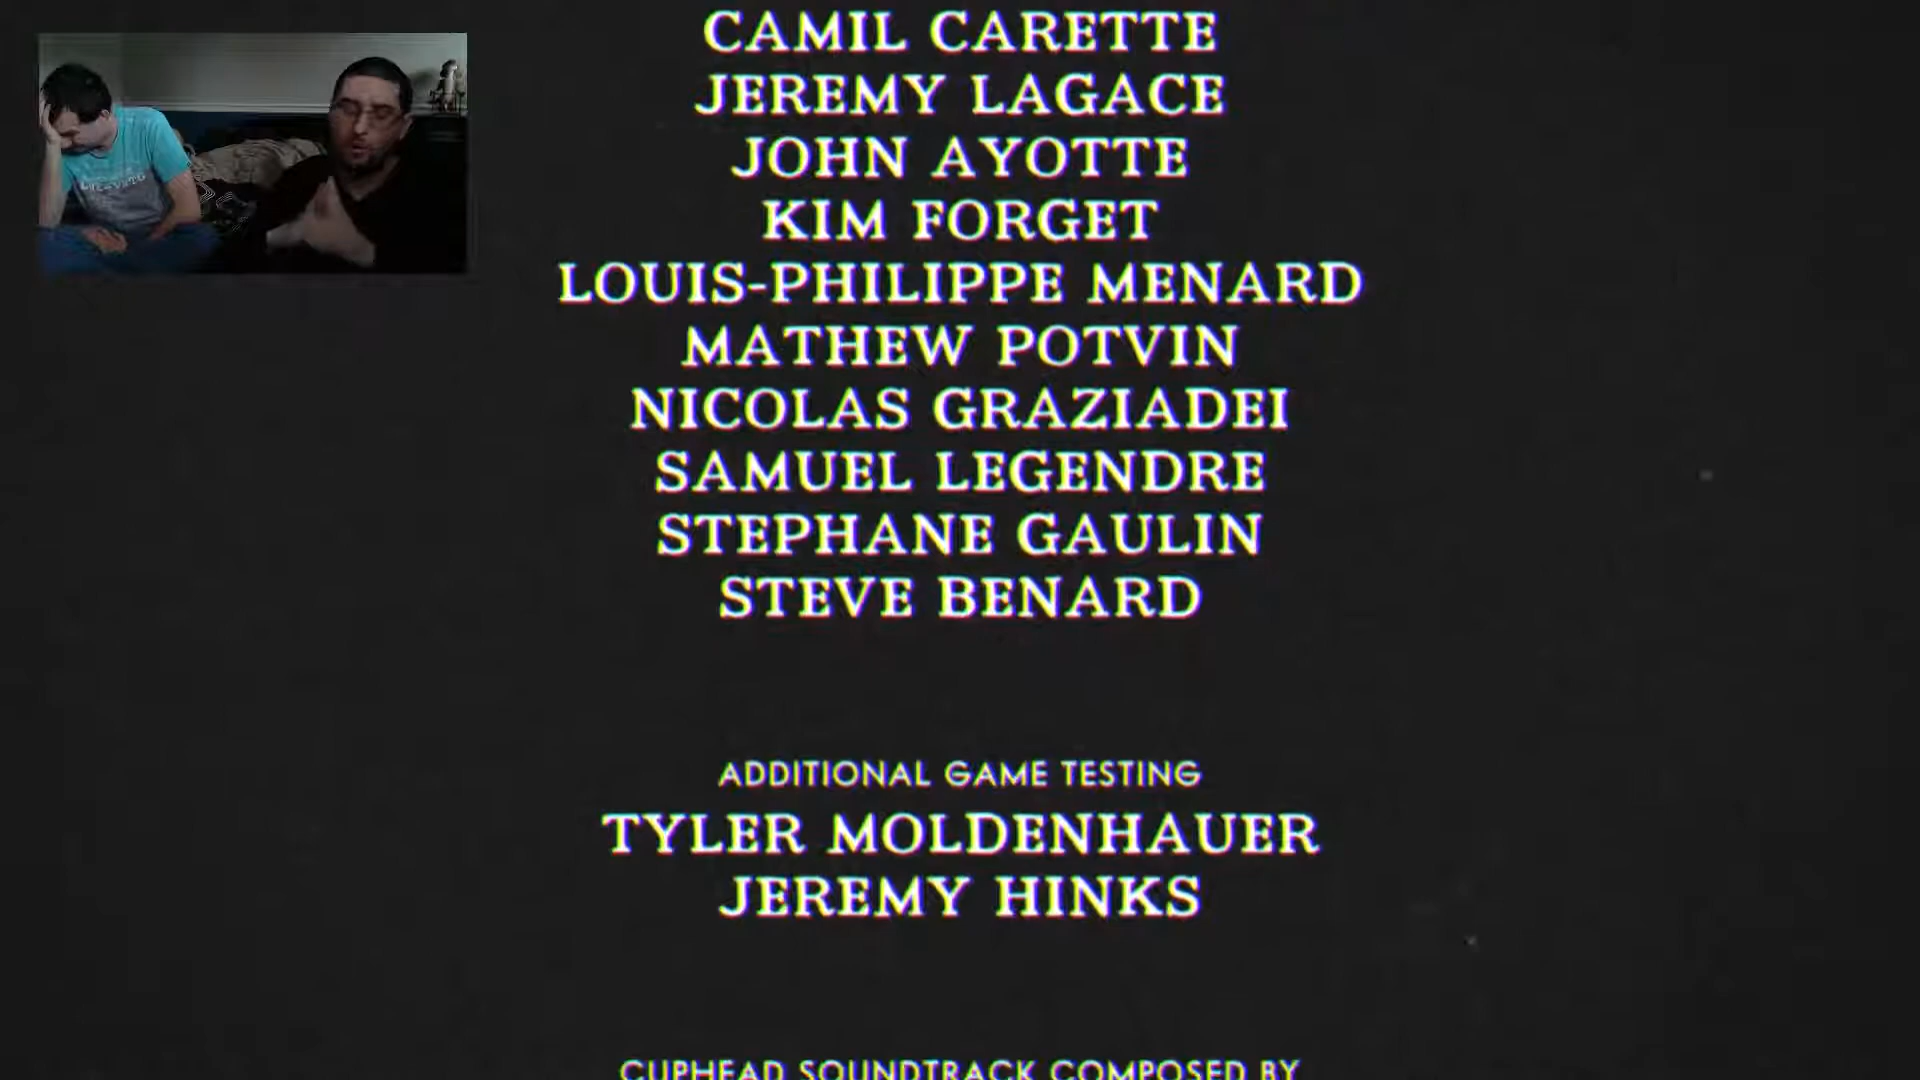 CAMIL CARETTE
JEREMY LAGACE
JOHN AYOTTE
KIM FORGET
LOUIS-PHILIPPE MENARD
MATHEW POTVIN
NICOLAS GRAZIADEI
SAMUEL LEGENDRE
STEPHANE GAULIN
STEVE BENARD
ADDITIONAL GAME TESTING
TYLER MOLDENHAUER
JEREMY HINKS
CUPHEAD SOUNDTRACK COMPOSED BY